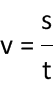 v = s/t